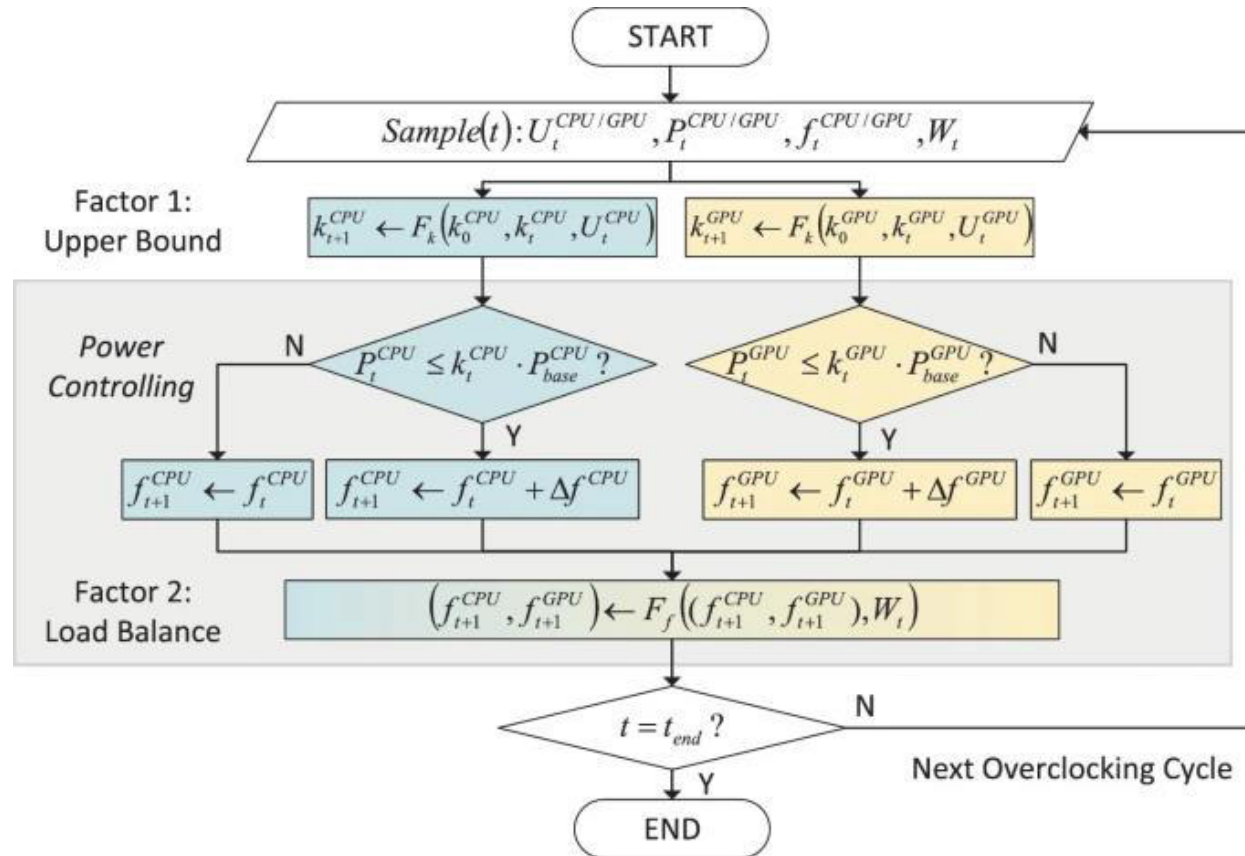 START
Sample(t): U_t^{CPU/GPU}, P_t^{CPU/GPU}, f_t^{CPU/GPU}, W_t
Factor 1:
Upper Bound
k_{t+1}^{CPU} ← F_k(k_0^{CPU}, k_t^{CPU}, U_t^{CPU})
k_{t+1}^{GPU} ← F_k(k_0^{GPU}, k_t^{GPU}, U_t^{GPU})
Power
Controlling
N
P_t^{CPU} ≤ k_t^{CPU} · P_{base}^{CPU} ?
P_t^{GPU} ≤ k_t^{GPU} · P_{base}^{GPU} ?
N
Y
Y
f_{t+1}^{CPU} ← f_t^{CPU}
f_{t+1}^{CPU} ← f_t^{CPU} + Δf^{CPU}
f_{t+1}^{GPU} ← f_t^{GPU} + Δf^{GPU}
f_{t+1}^{GPU} ← f_t^{GPU}
Factor 2:
Load Balance
(f_{t+1}^{CPU}, f_{t+1}^{GPU}) ← F_f((f_{t+1}^{CPU}, f_{t+1}^{GPU}), W_t)
t = t_{end} ?
N
Next Overclocking Cycle
Y
END